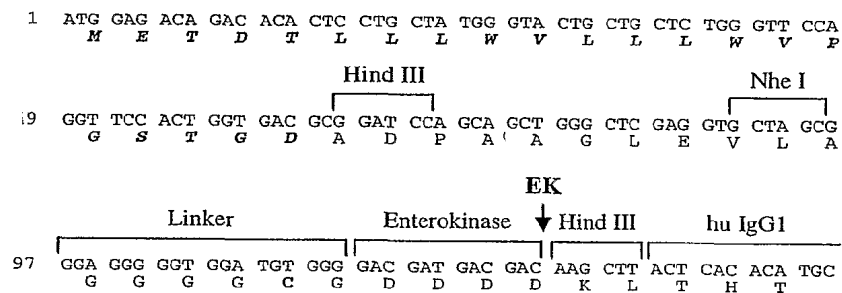 1 ATG GAG ACA GAC ACA CTC CTG CTA TGG GTA CTG CTG CTC TGG GTT CCA
M E T D T L L L W V L L L W V P
Hind III Nhe I
19 GGT TCC ACT GGT GAC GCG GATCCA GCA GCT GGG CTC GAG GTG CTA GCG
G S T G D A D P A A G L E V L A
EK
Linker Enterokinase Hind III hu IgG1
97 GGA GGG GGT GGA TGT GGG GAC GAT GAC GAC AAG CTT ACT CAC ACA TGC
G G G G C G D D D D K L T H T